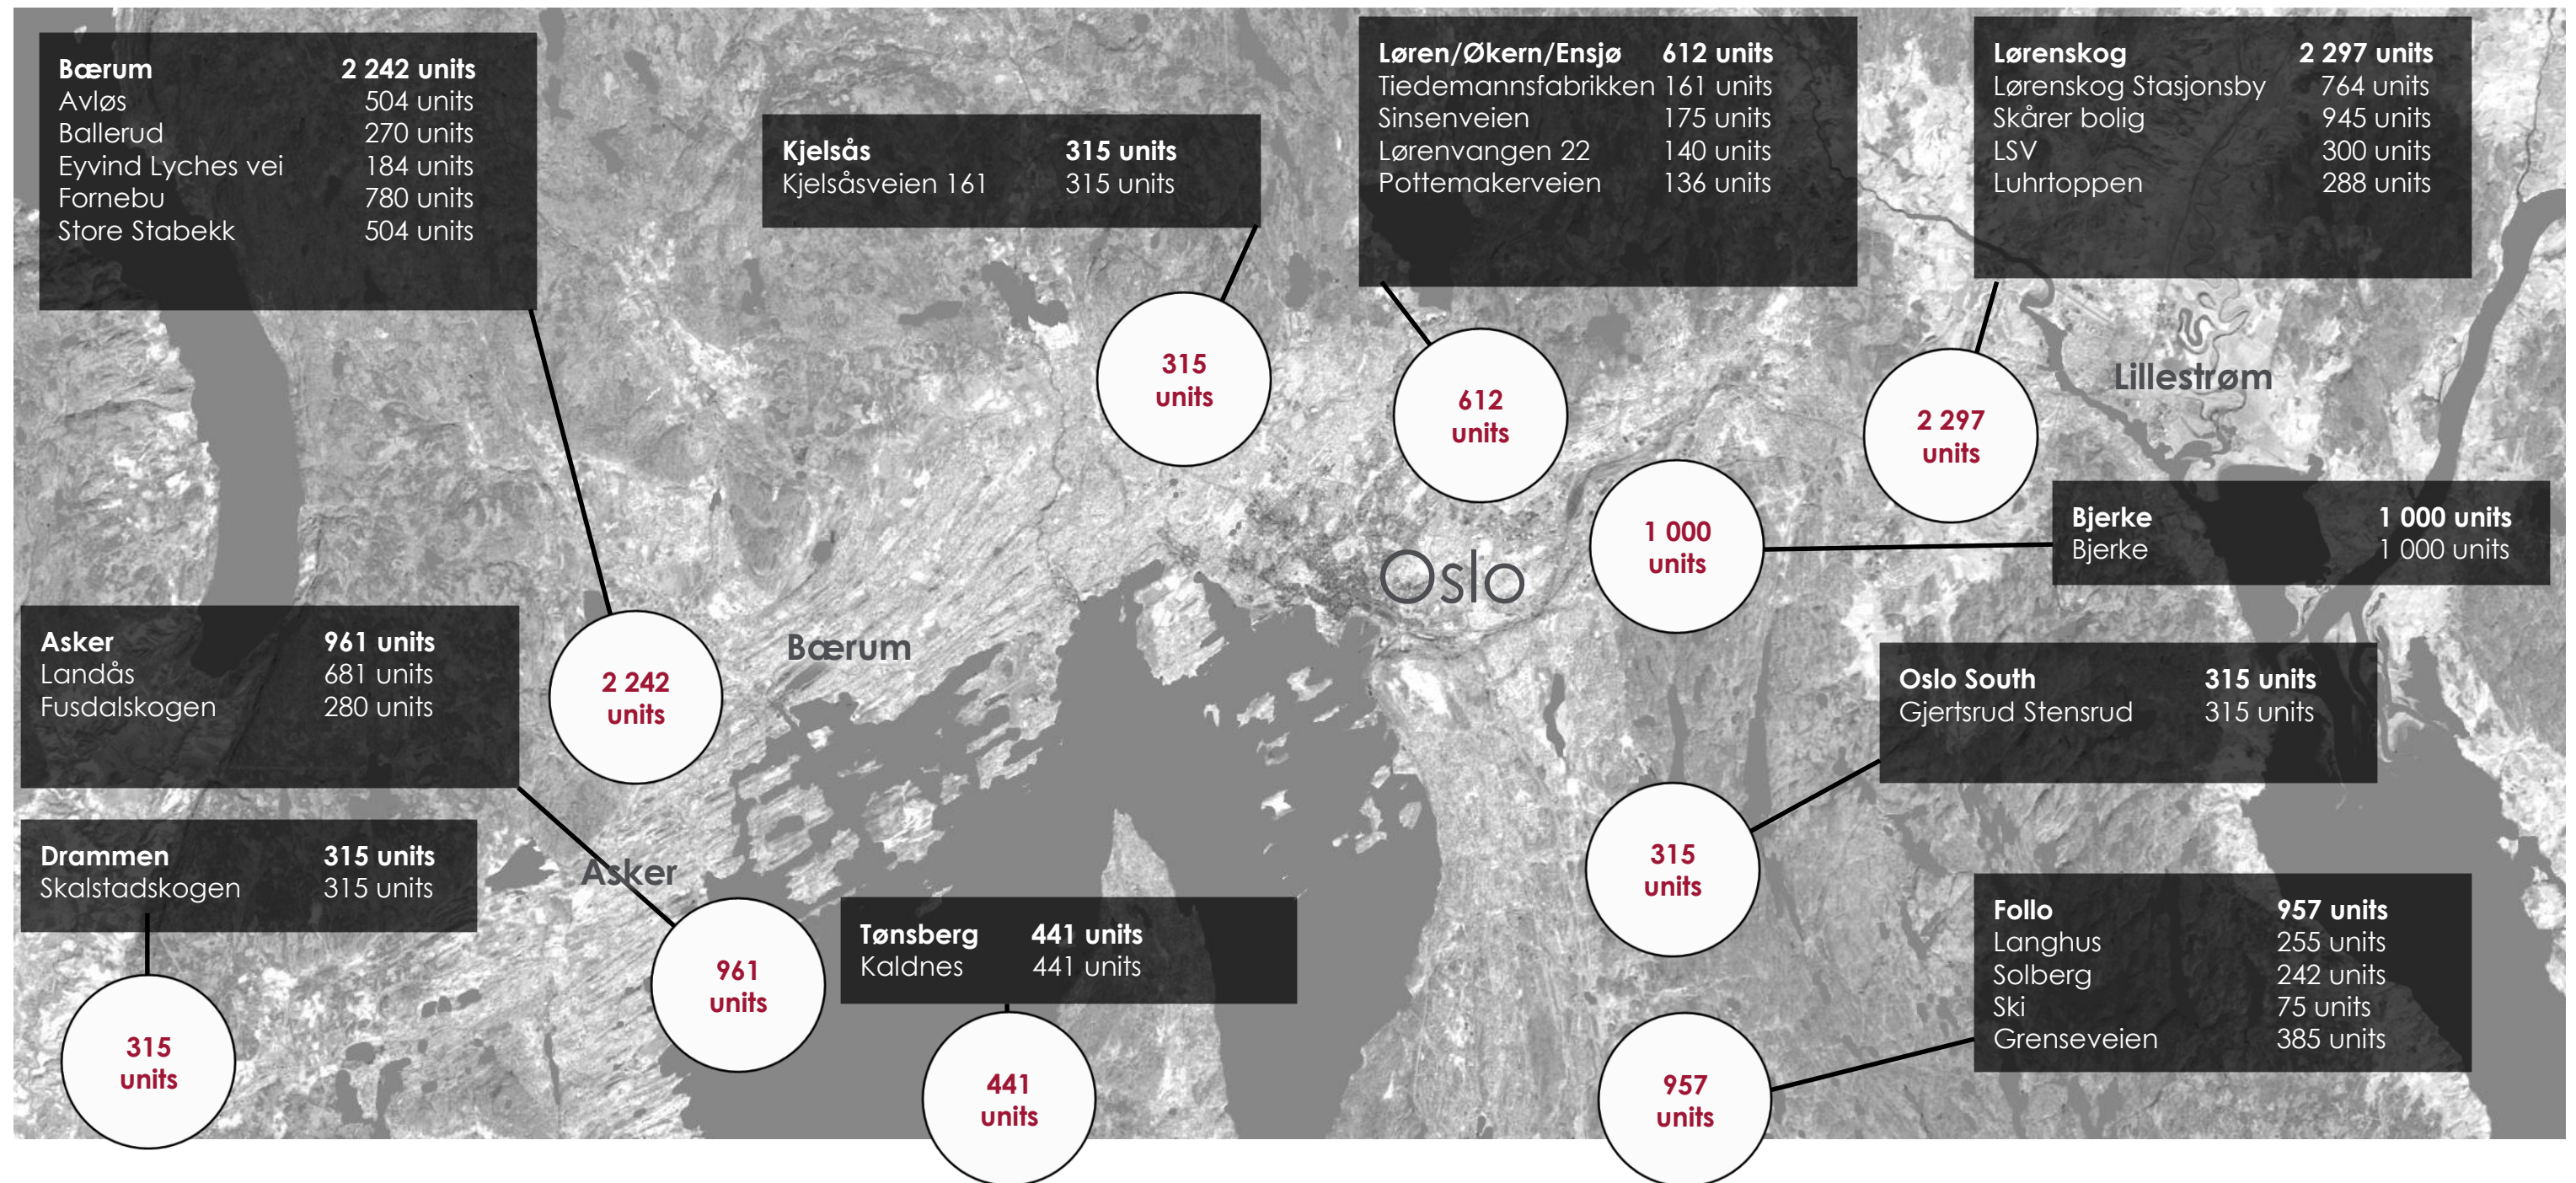 Bærum 2 242 units
Avløs 504 units
Ballerud 270 units
Eyvind Lyches vei 184 units
Fornebu 780 units
Store Stabekk 504 units
Kjelsås 315 units
Kjelsåsveien 161 315 units
Løren/Økern/Ensjø 612 units
Tiedemannsfabrikken 161 units
Sinsenveien 175 units
Lørenvangen 22 140 units
Pottemakerveien 136 units
Lørenskog 2 297 units
Lørenskog Stasjonsby 764 units
Skårer bolig 945 units
LSV 300 units
Luhrtoppen 288 units
315
units
612
units
2 297
units
Lillestrøm
1 000
units
Bjerke 1 000 units
Bjerke 1 000 units
Oslo
Asker 961 units
Landås 681 units
Fusdalskogen 280 units
2 242
units
Bærum
Oslo South 315 units
Gjertsrud Stensrud 315 units
Drammen 315 units
Skalstadskogen 315 units
Asker
315
units
Tønsberg 441 units
Kaldnes 441 units
Follo 957 units
Langhus 255 units
Solberg 242 units
Ski 75 units
Grenseveien 385 units
961
units
315
units
441
units
957
units